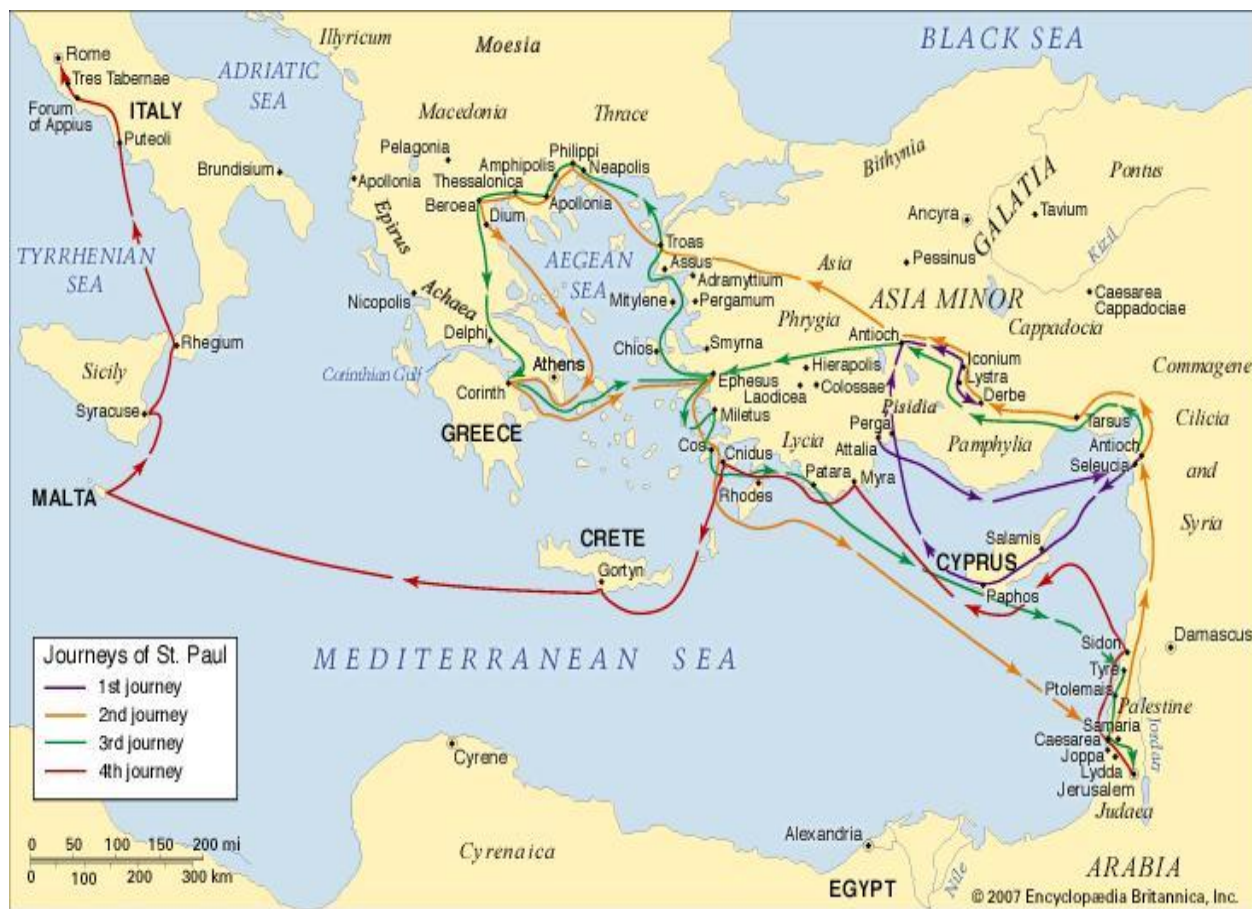 Illyricum
Moesia
BLACK SEA
Rome
Tres Tabernae
ADRIATIC
SEA
Forum
of Appius
ITALY
Puteoli
Macedonia
Thrace
Pelagonia
Philippi
Amphipolis
Neapolis
Thessalonica
Apollonia
Beroea
Dium
Brundisium
Apollonia
Epirus
Bithynia
GALATIA
Pontus
Ancyra
Tavium
Kizil
Pessinus
TYRRHENIAN
SEA
AEGEAN
SEA
Troas
Assus
Adramyttium
Asia
Mitylene
Pergamum
ASIA MINOR
Caesarea
Cappadociae
Nicopolis
Achaea
Phrygia
Cappadocia
Delphi
Rhegium
Chios
Smyrna
Antioch
Iconium
Lystra
Derbe
Commagene
Sicily
Corinthian Gulf
Athens
Hierapolis
Corinth
Ephesus
Laodicea
Colossae
Syracuse
GREECE
Miletus
Pisidia
Tarsus
Cilicia
and
Syria
Perga
Attalia
Pamphylia
Antioch
Seleucia
Cos
Cnidus
Lycia
Patara
Myra
Rhodes
MALTA
CRETE
Gortyn
Salamis
CYPRUS
Paphos
Damascus
MEDITERRANEAN SEA
Sidon
Tyre
Ptolemais
Palestine
Samaria
Caesarea
Jordan
Joppa
Lydda
Jerusalem
Judaea
Journeys of St. Paul
1st journey
2nd journey
3rd journey
4th journey
Cyrene
0 50 100 150 200 mi
0 100 200 300 km
Cyrenaica
Alexandria
EGYPT
Nile
ARABIA
© 2007 Encyclopædia Britannica, Inc.